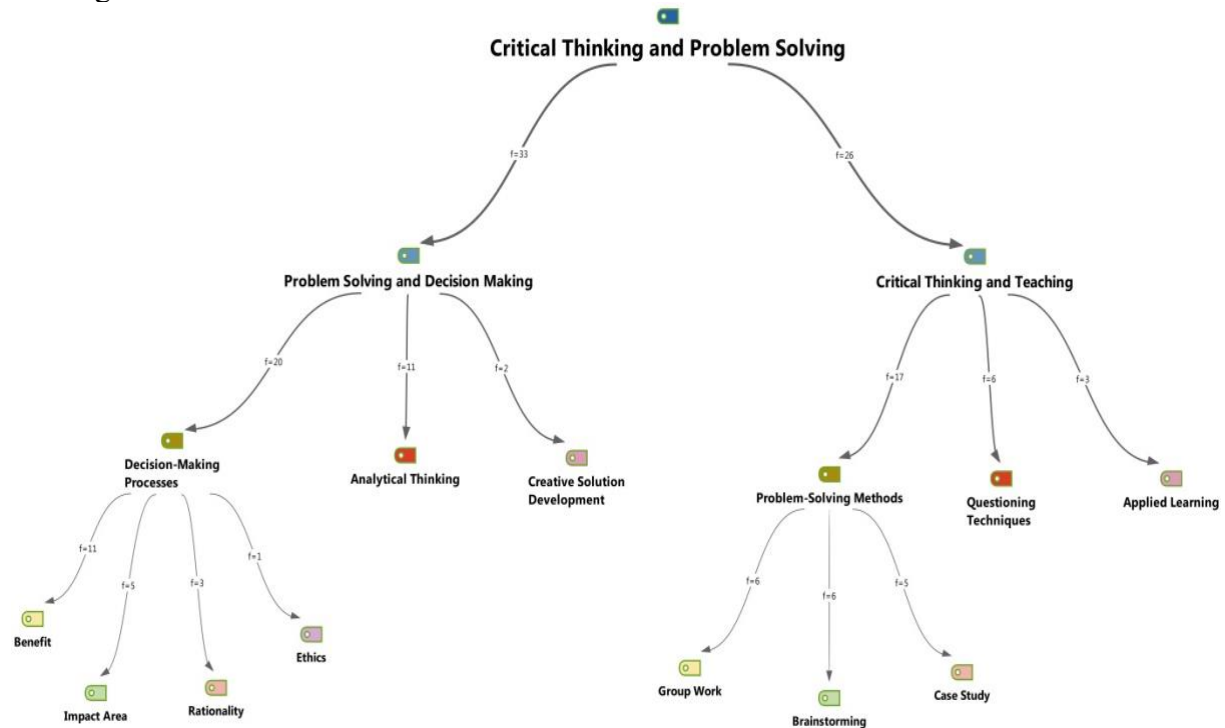 Critical Thinking and Problem Solving
f=33
f=26
Problem Solving and Decision Making
Critical Thinking and Teaching
f=20
f=11
f=2
f=17
f=6
f=3
Decision-Making
Processes
Analytical Thinking
Creative Solution
Development
Problem-Solving Methods
Questioning
Techniques
Applied Learning
f=11
f=5
f=3
f=1
f=6
f=6
f=5
Benefit
Impact Area
Rationality
Ethics
Group Work
Brainstorming
Case Study